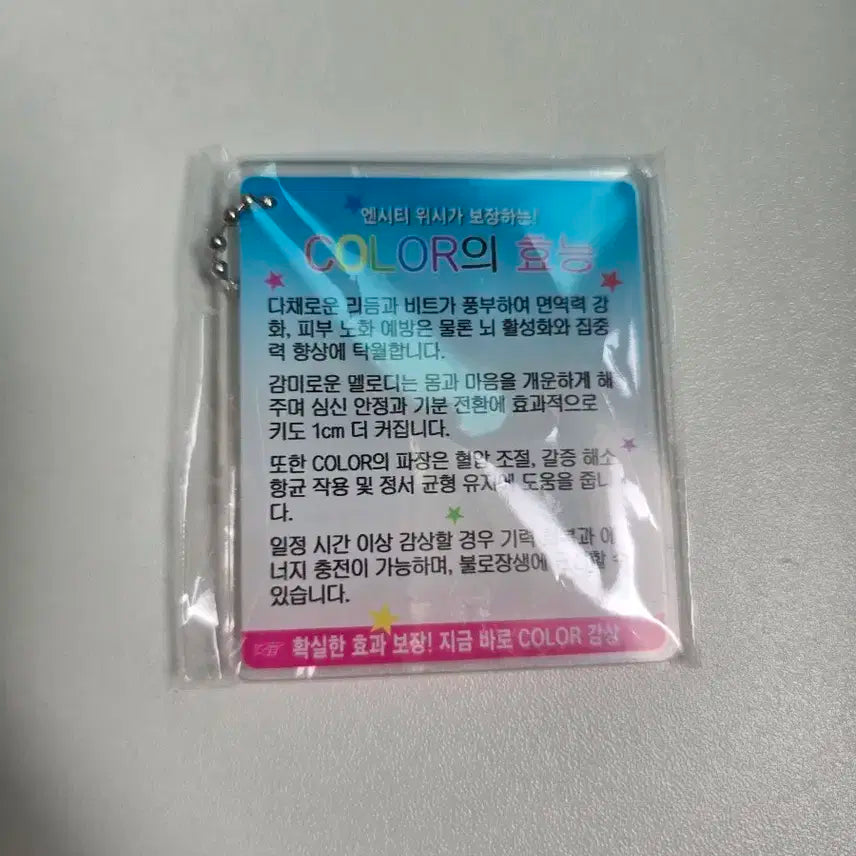 엔시티 위시가 보장하는!
COLOR의 효능
다채로운 리듬과 비트가 풍부하여 면역력 강
화, 피부 노화 예방은 물론 뇌 활성화와 집중
력 향상에 탁월합니다.
감미로운 멜로디는 몸과 마음을 개운하게 해
주며 심신 안정과 기분 전환에 효과적으로
키도 1cm 더 커집니다.
또한 COLOR의 파장은 혈압 조절, 갈증 해소
항균 작용 및 정서 균형 유지에 도움을 줍니
다.
일정 시간 이상 감상할 경우 기력
너지 충전이 가능하며, 불로장생에
있습니다.
확실한 효과 보장! 지금 바로 COLOR 감상